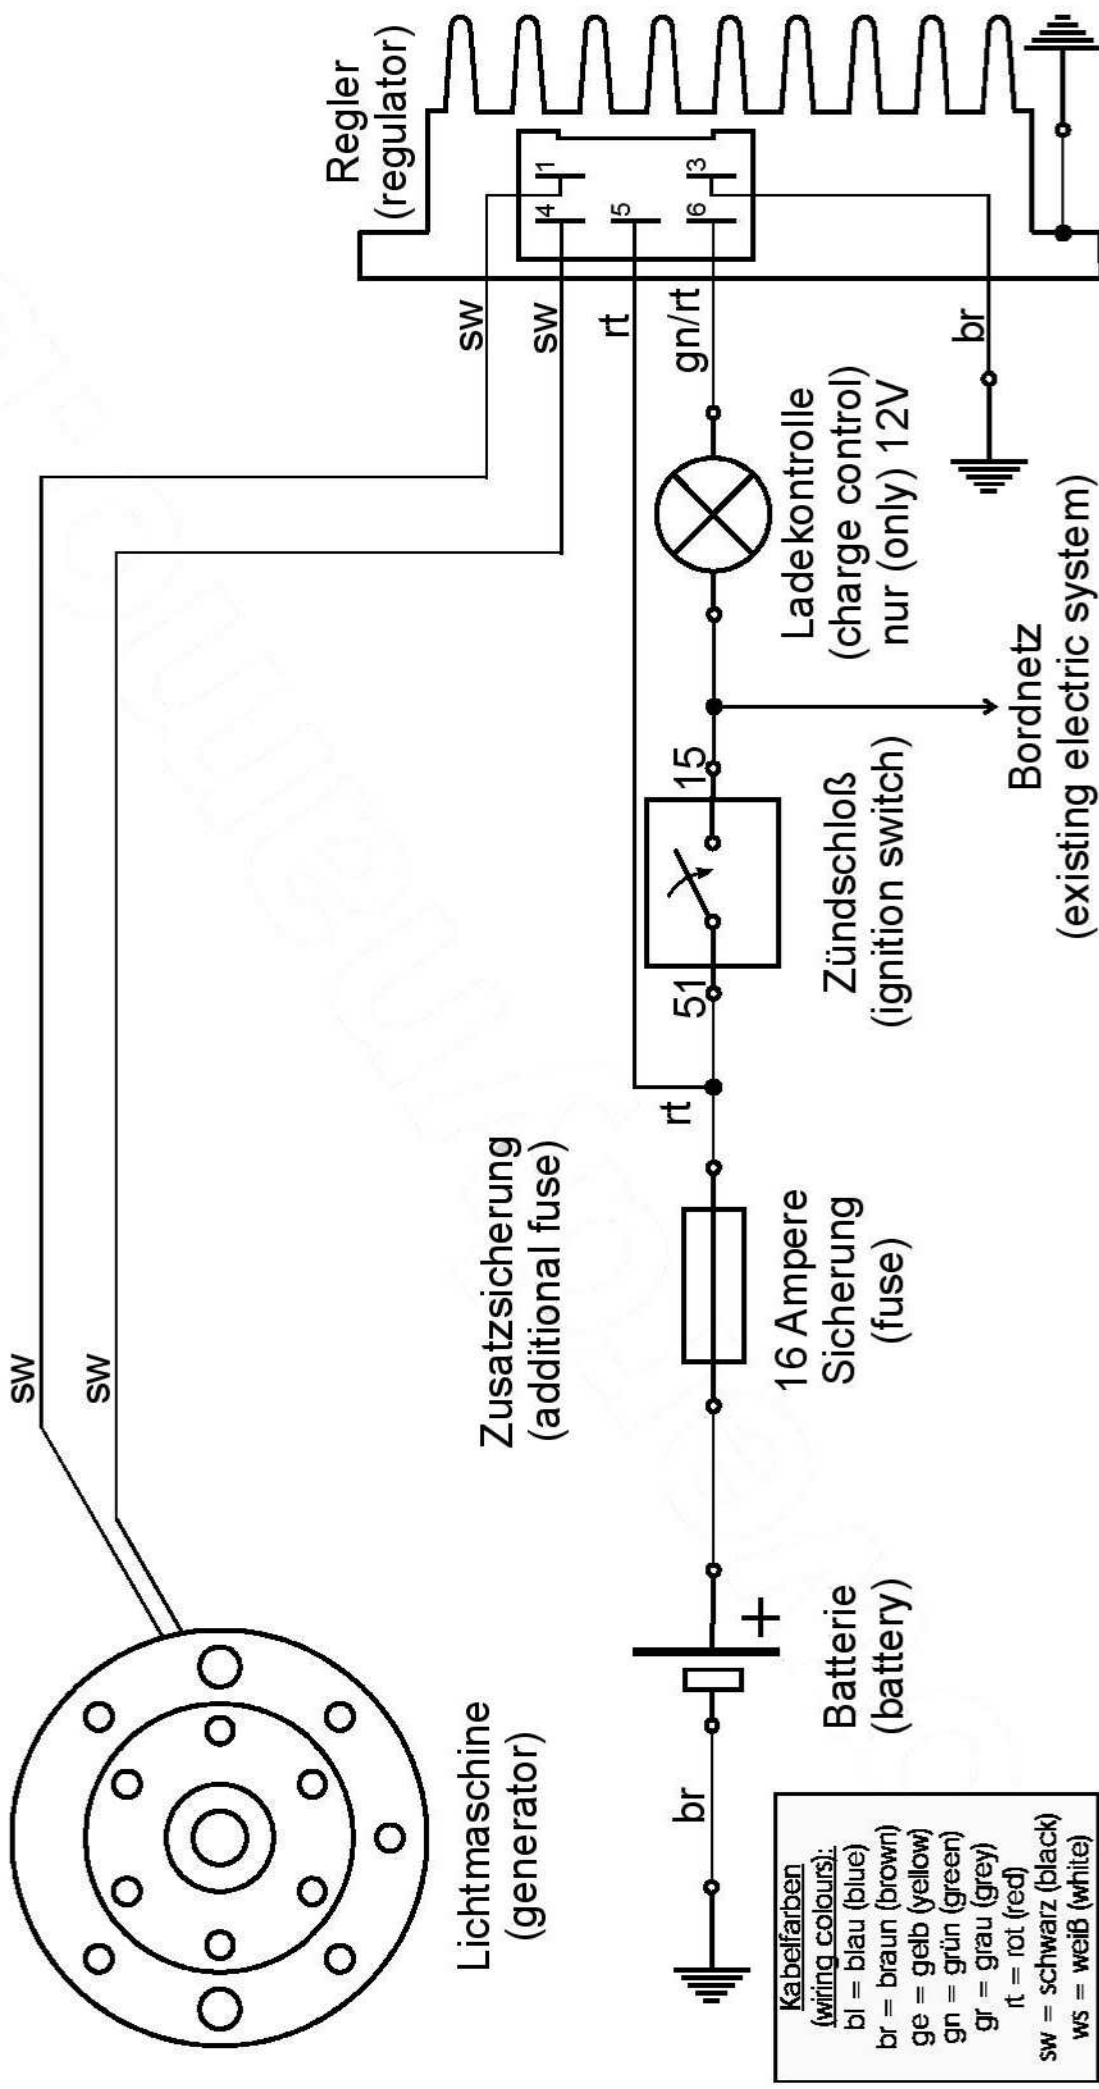 Lichtmaschine
(generator)
sw
sw
sw
sw
rt
gn/rt
br
Regler
(regulator)
1
4
5
6
3
Zusatzsicherung
(additional fuse)
br
Batterie
(battery)
+
16 Ampere
Sicherung
(fuse)
rt
51
15
Zündschloß
(ignition switch)
Ladekontrolle
(charge control)
nur (only) 12V
Bordnetz
(existing electric system)
Kabelfarben
(wiring colours):
bl = blau (blue)
br = braun (brown)
ge = gelb (yellow)
gn = grün (green)
gr = grau (grey)
rt = rot (red)
sw = schwarz (black)
ws = weiß (white)